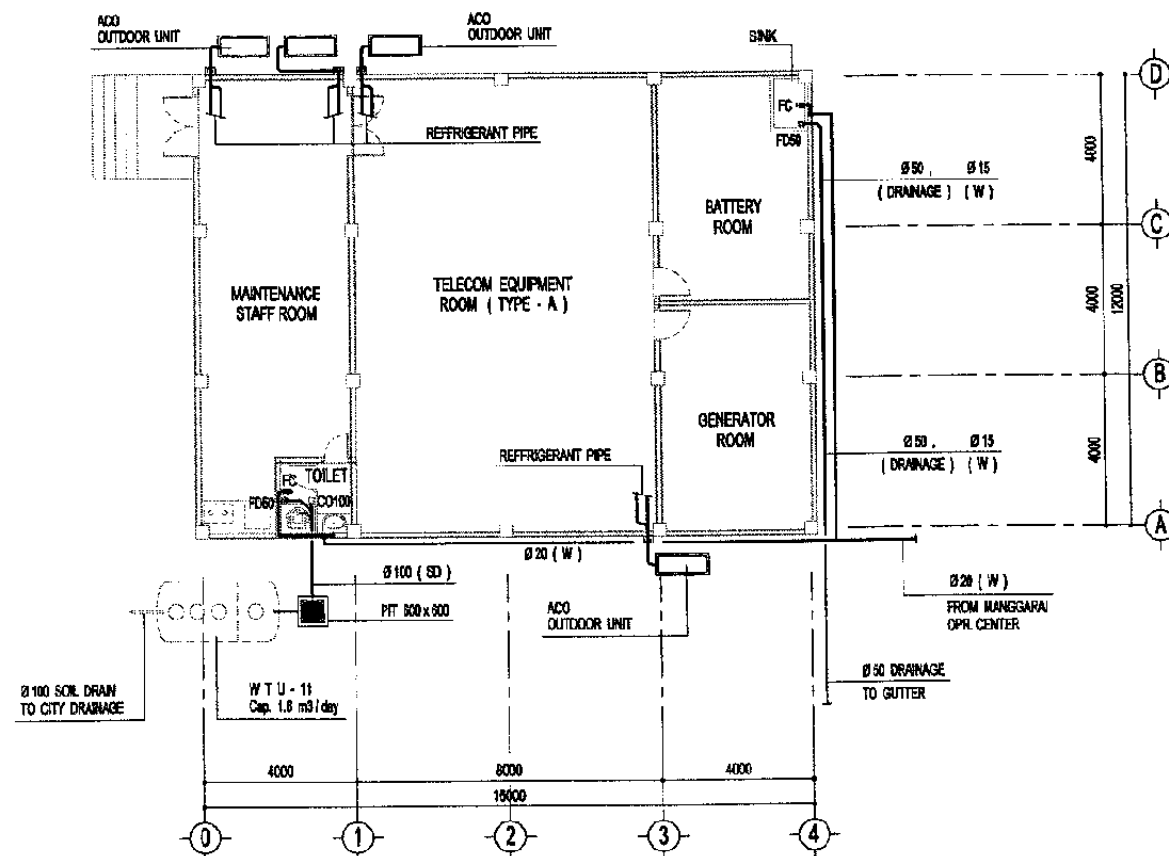 ACO
OUTDOOR UNIT
ACO
OUTDOOR UNIT
SINK
D
FC
REFFRIGERANT PIPE
FD50
4000
Ø 50 , Ø 15
( DRAINAGE ) ( W )
BATTERY
ROOM
C
TELECOM EQUIPMENT
ROOM ( TYPE - A )
MAINTENANCE
STAFF ROOM
4000
12000
B
GENERATOR
ROOM
Ø 50 , Ø 15
( DRAINAGE ) ( W )
4000
REFFRIGERANT PIPE
FC
TOILET
FD50
CO100
A
Ø 20 ( W )
Ø 100 ( SD )
Ø 20 ( W )
FROM MANGGARAI
OPR. CENTER
PIT 600 x 600
ACO
OUTDOOR UNIT
Ø 100 SOIL DRAIN
TO CITY DRAINAGE
W T U - 11
Cap. 1.6 m3 / day
Ø 50 DRAINAGE
TO GUTTER
4000
8000
4000
16000
0
1
2
3
4